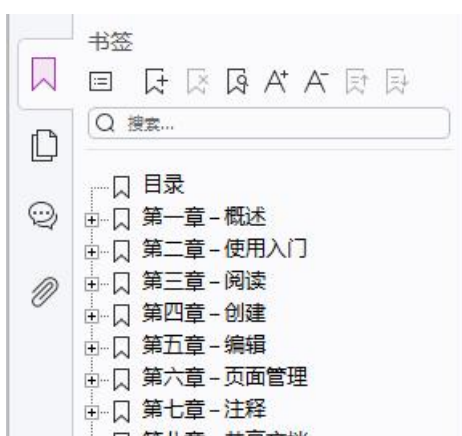 书签
A⁺ A⁻
搜索...
目录
第一章 – 概述
第二章 – 使用入门
第三章 – 阅读
第四章 – 创建
第五章 – 编辑
第六章 – 页面管理
第七章 – 注释